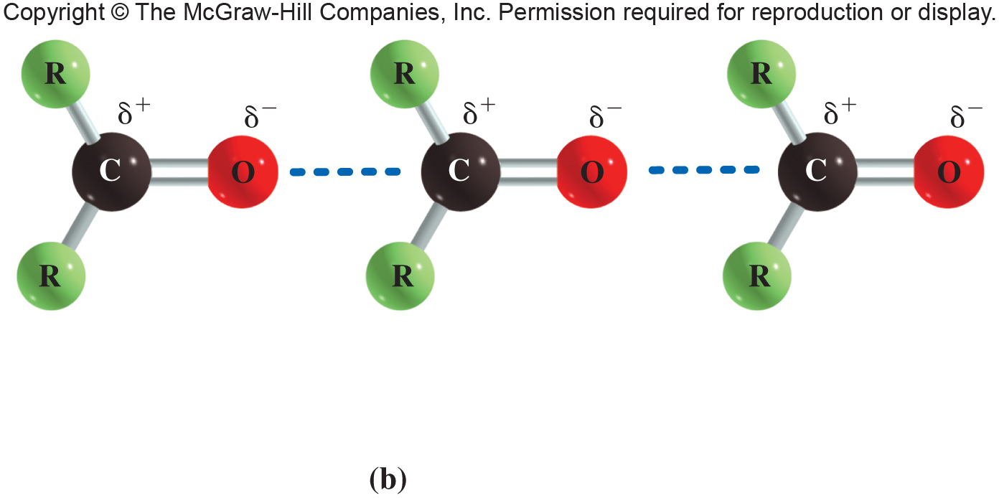 Copyright © The McGraw-Hill Companies, Inc. Permission required for reproduction or display.
R R R
δ+ δ− δ+ δ− δ+ δ−
C O C O C O
R R R
(b)